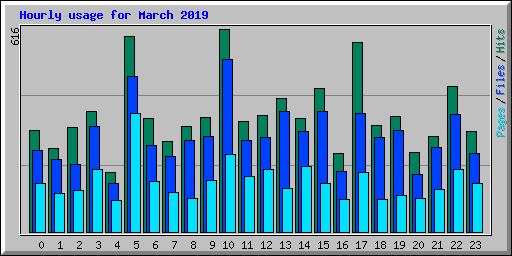 Hourly usage for March 2019
616
Pages / Files / Hits
0 1 2 3 4 5 6 7 8 9 10 11 12 13 14 15 16 17 18 19 20 21 22 23